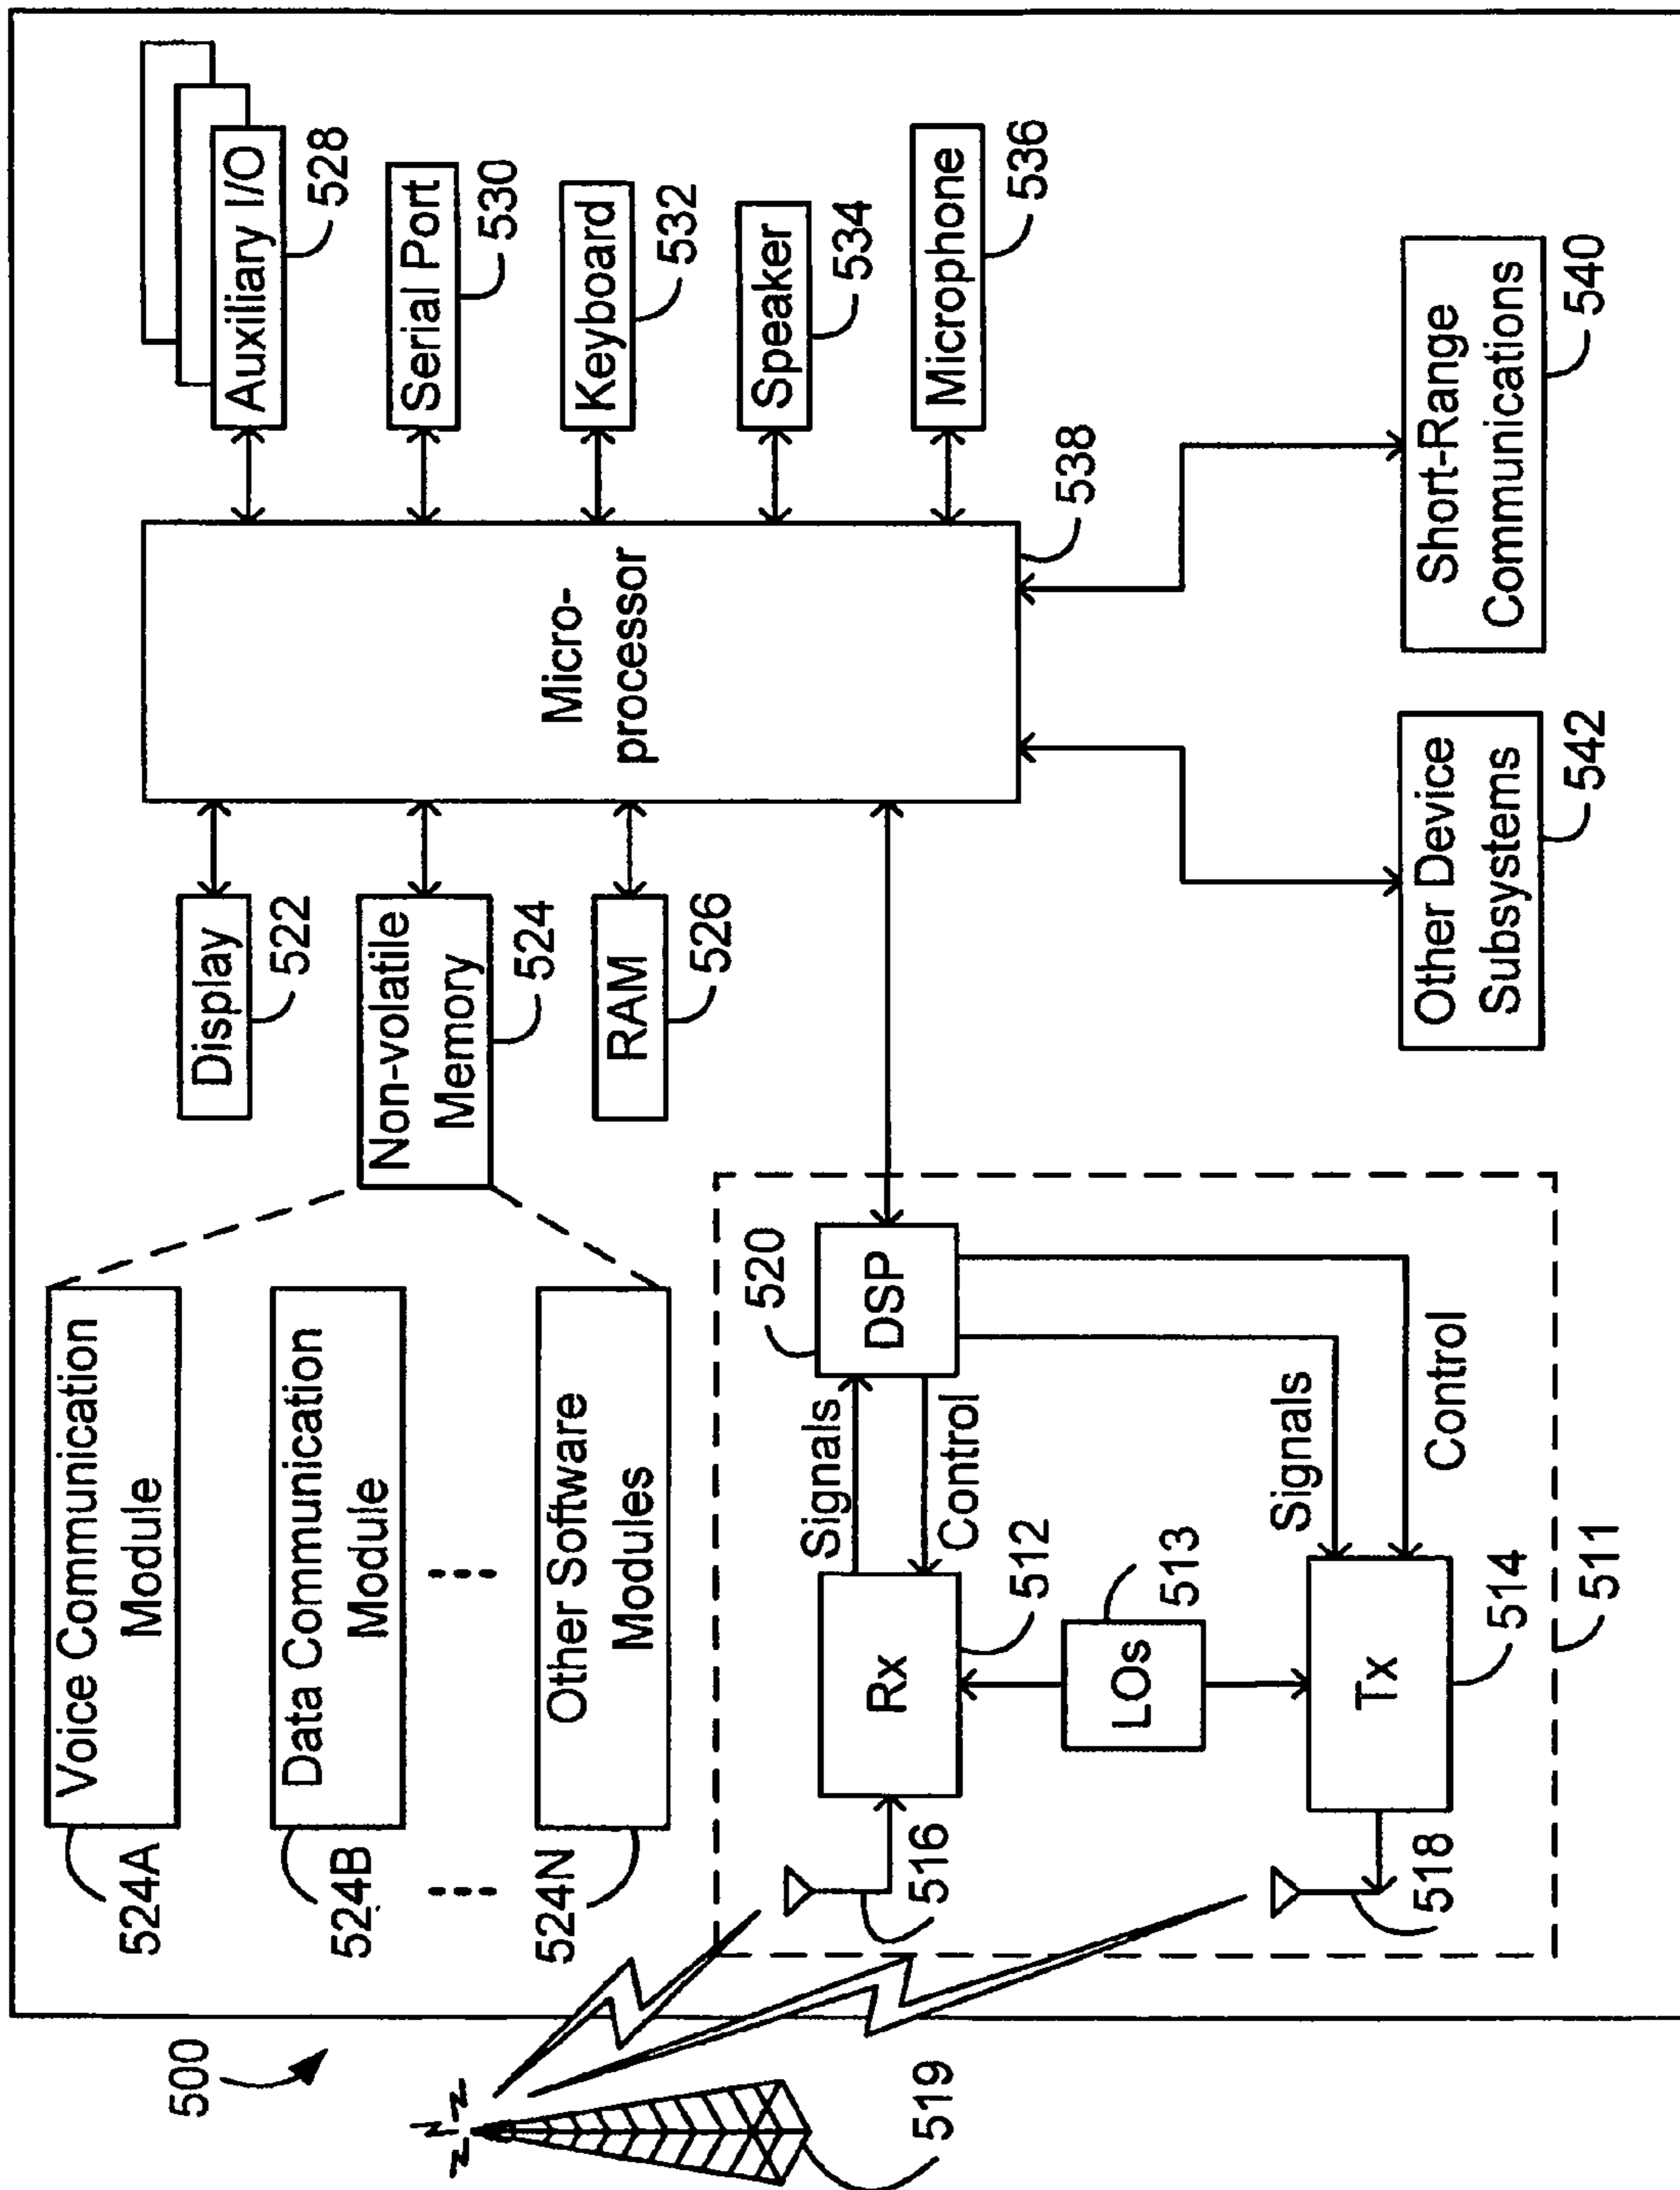 500
519
524A
Voice Communication
Module
524B
Data Communication
Module
524N
Other Software
Modules
Display
522
Non-volatile
Memory
524
RAM
526
Micro-
processor
538
Auxiliary I/O
528
Serial Port
530
Keyboard
532
Speaker
534
Microphone
536
516
Rx
512
Signals
Control
DSP
520
LOs
513
518
Tx
514
Signals
Control
511
Other Device
Subsystems
542
Short-Range
Communications
540